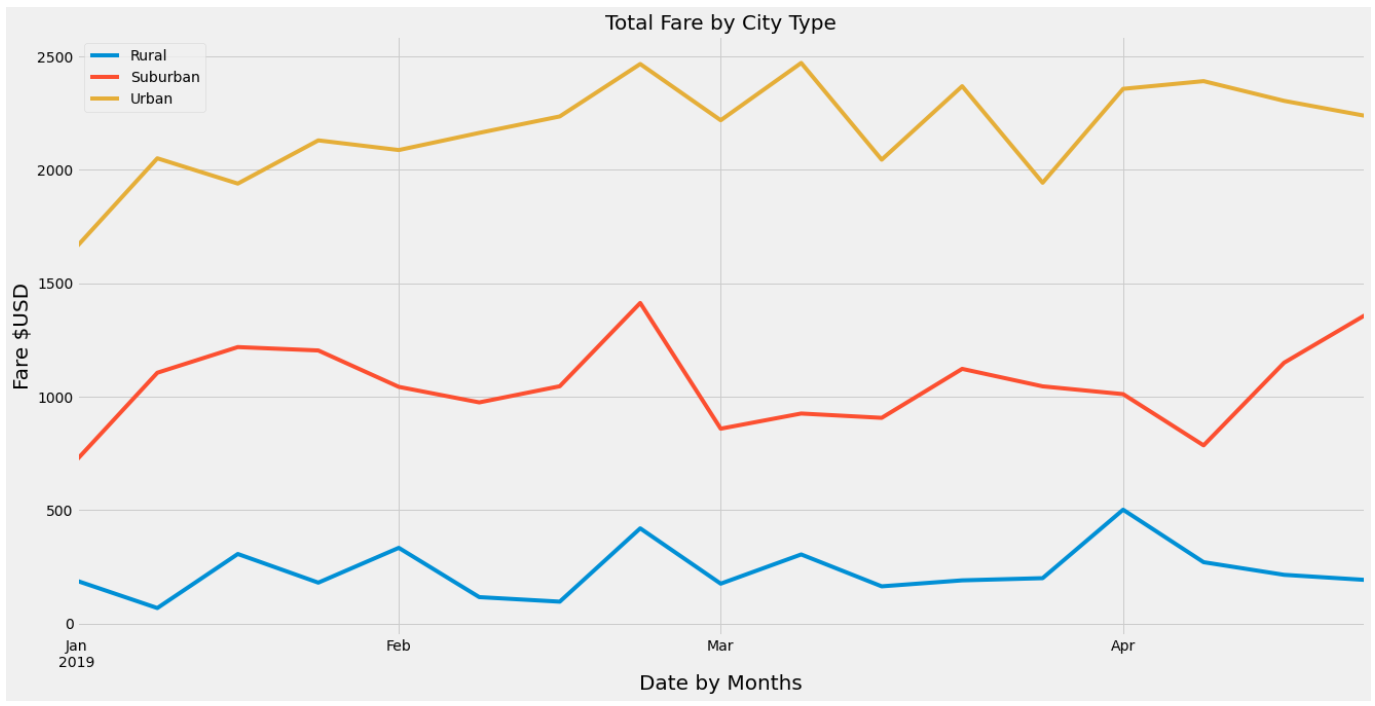 Total Fare by City Type
Rural
Suburban
Urban
2500
2000
1500
1000
500
0
Fare $USD
Jan
2019
Feb
Mar
Apr
Date by Months